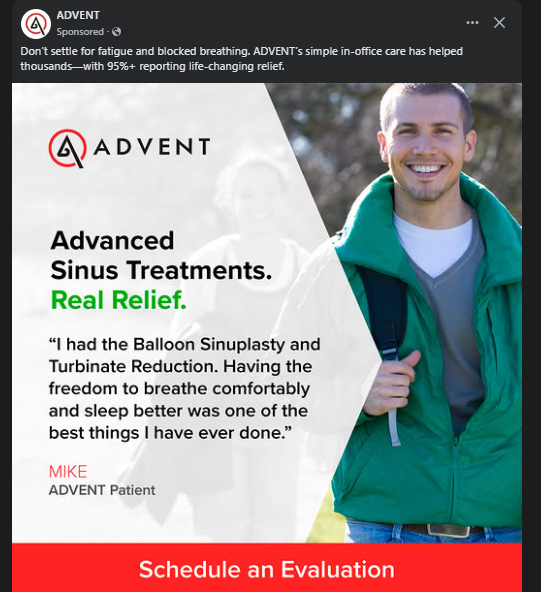 ADVENT
Sponsored ·
Don't settle for fatigue and blocked breathing. ADVENT's simple in-office care has helped
thousands—with 95%+ reporting life-changing relief.
ADVENT
Advanced
Sinus Treatments.
Real Relief.
“I had the Balloon Sinuplasty and
Turbinate Reduction. Having the
freedom to breathe comfortably
and sleep better was one of the
best things I have ever done.”
MIKE
ADVENT Patient
Schedule an Evaluation